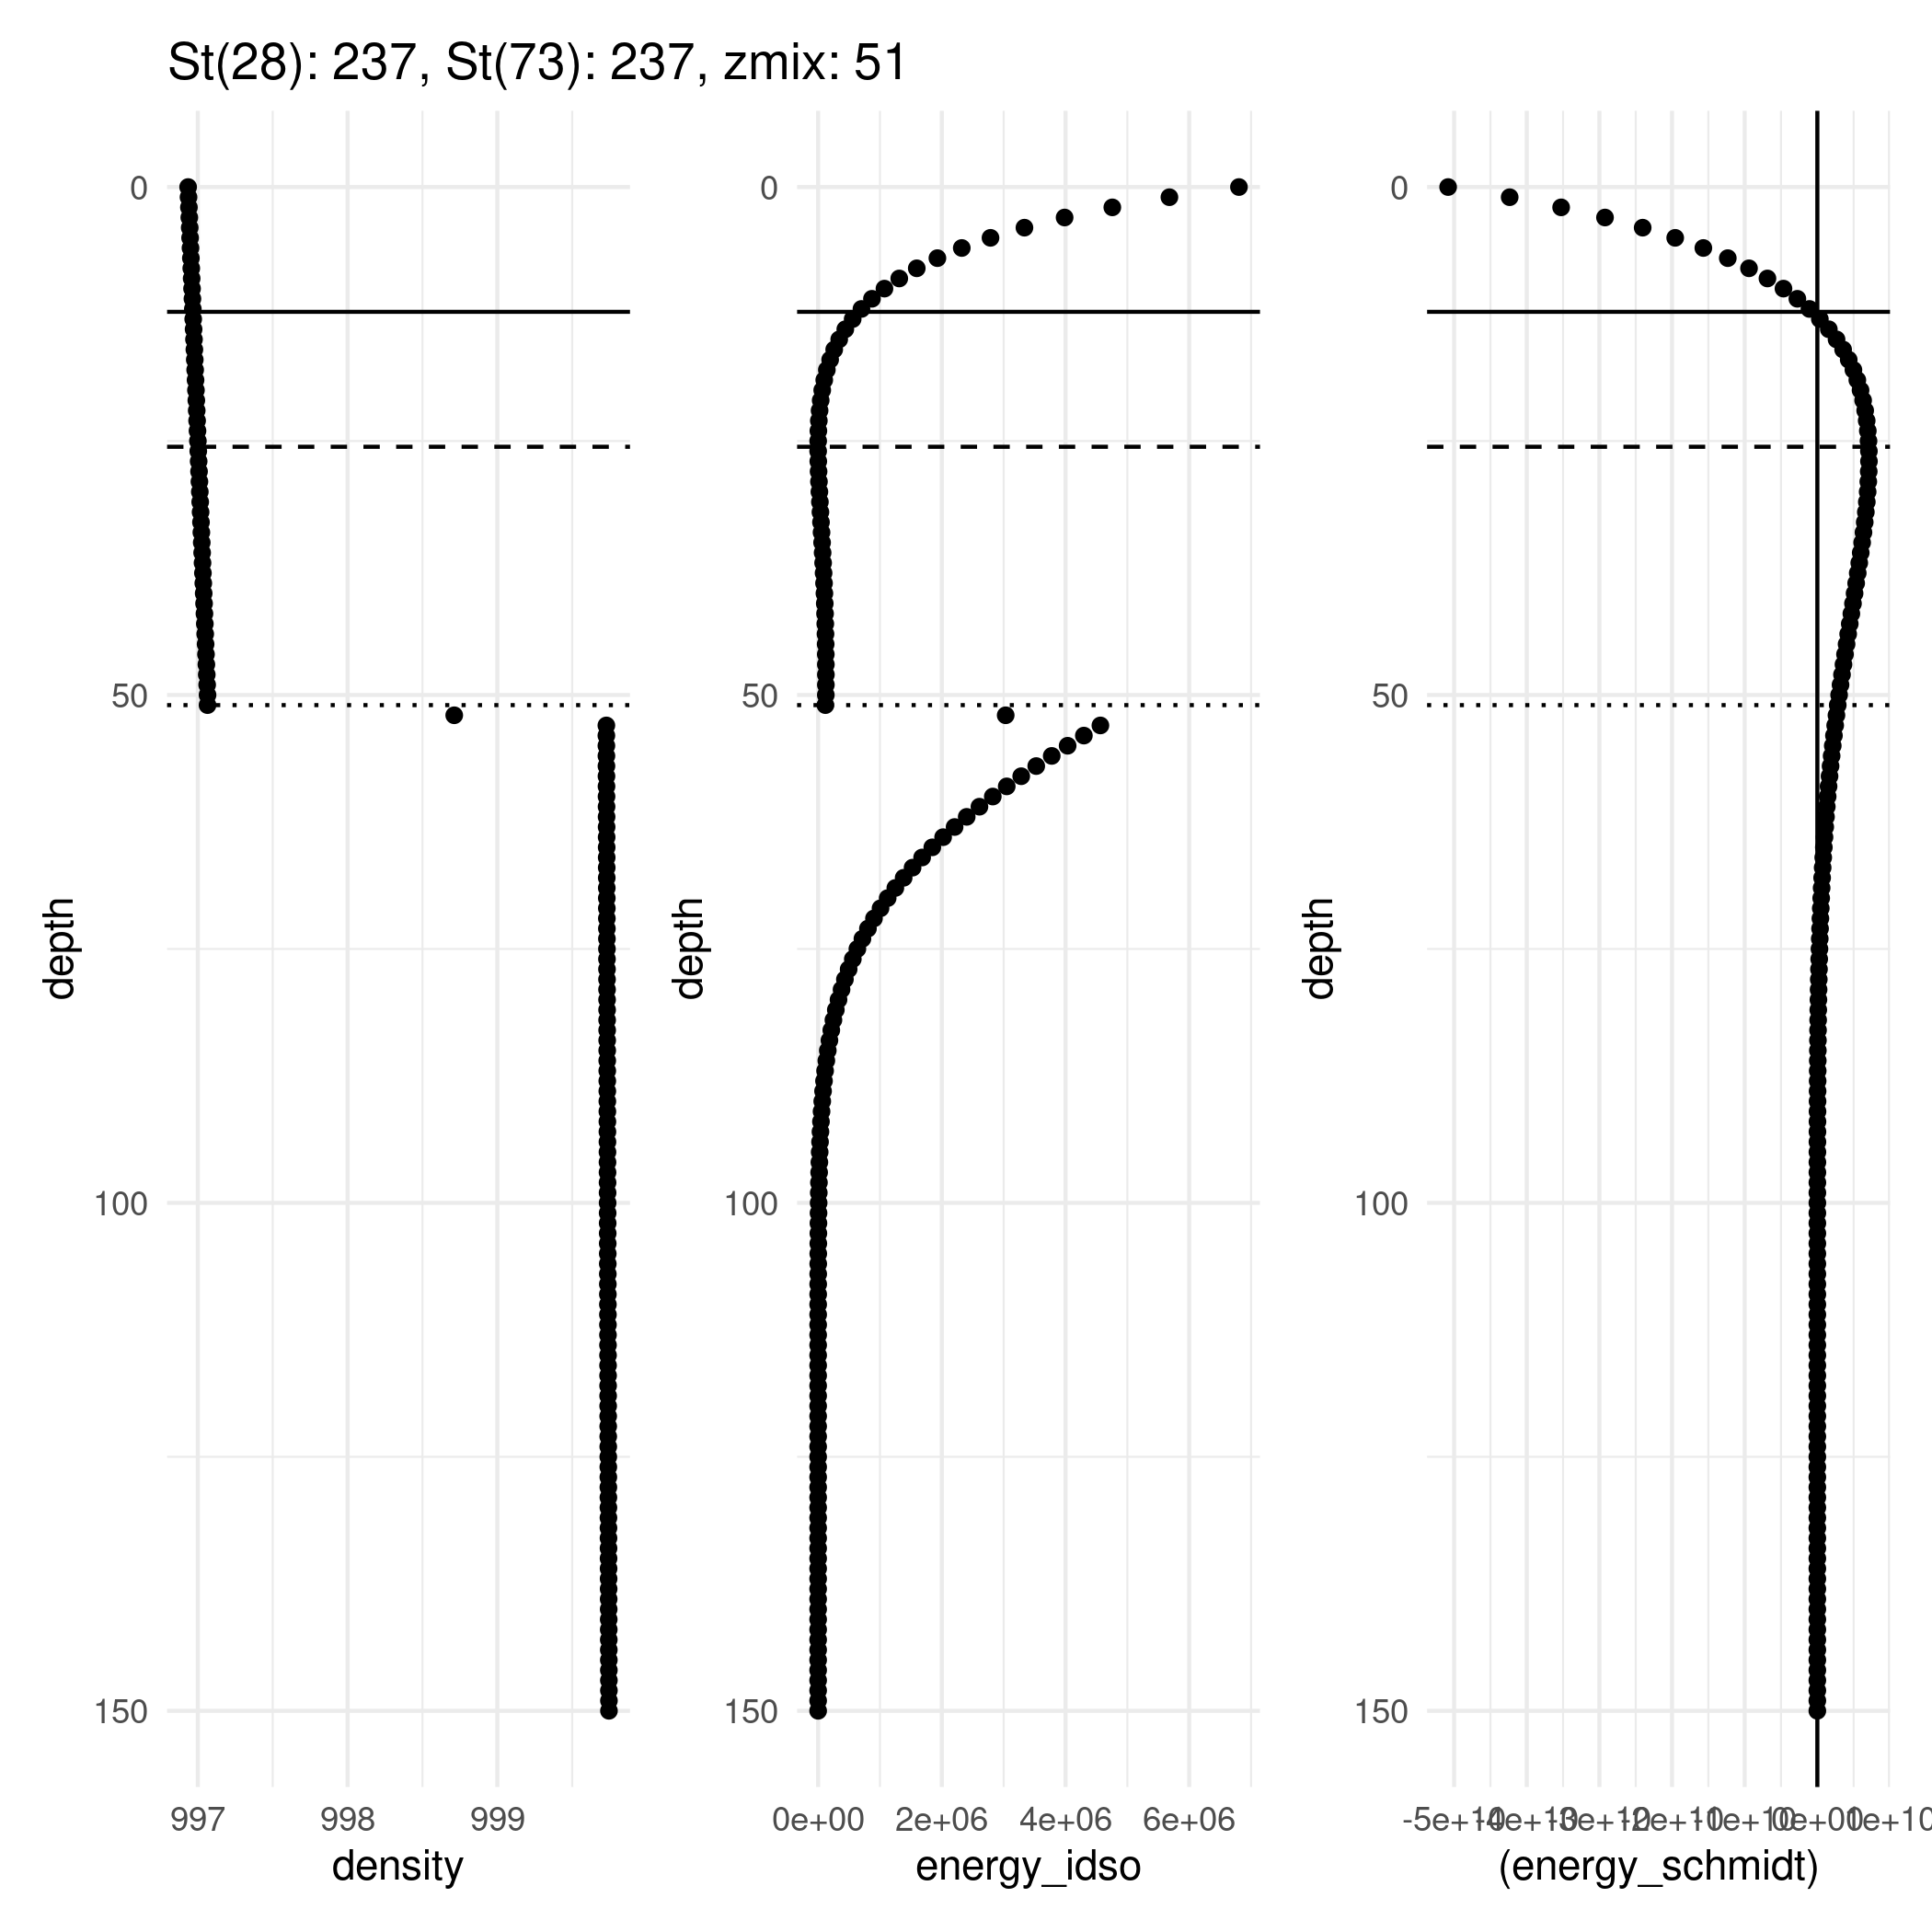 St(28): 237, St(73): 237, zmix: 51
0
50
100
150
depth
997
998
999
density
0
50
100
150
depth
0e+00
2e+06
4e+06
6e+06
energy_idso
0
50
100
150
depth
(energy_schmidt)